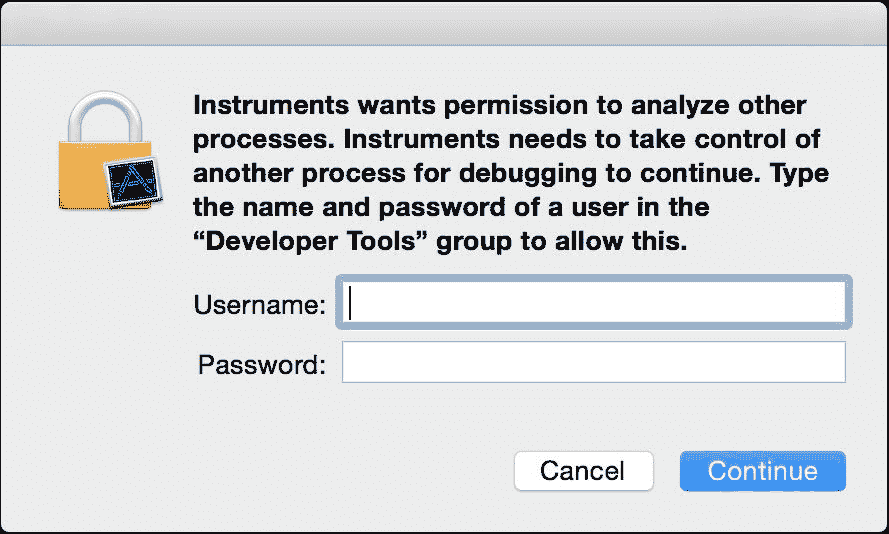 Instruments wants permission to analyze other
processes. Instruments needs to take control of
another process for debugging to continue. Type
the name and password of a user in the
“Developer Tools” group to allow this.
Username:
Password:
Cancel
Continue